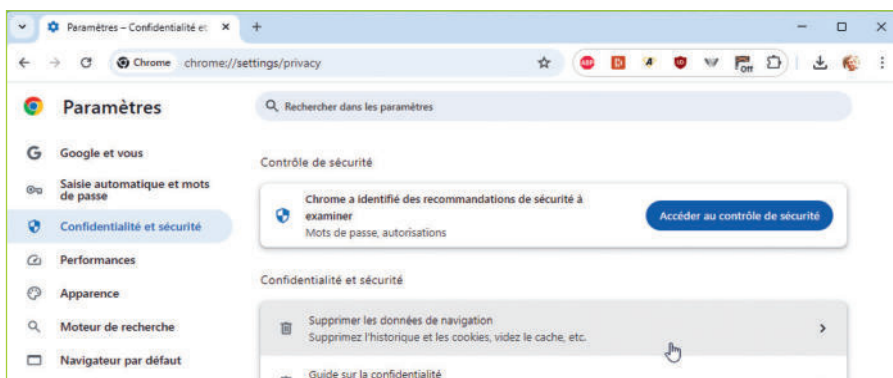 Paramètres – Confidentialité et
Chrome
chrome://settings/privacy
ABP
Off
Paramètres
Rechercher dans les paramètres
Google et vous
Saisie automatique et mots
de passe
Confidentialité et sécurité
Performances
Apparence
Moteur de recherche
Navigateur par défaut
Contrôle de sécurité
Chrome a identifié des recommandations de sécurité à
examiner
Mots de passe, autorisations
Accéder au contrôle de sécurité
Confidentialité et sécurité
Supprimer les données de navigation
Supprimez l'historique et les cookies, videz le cache, etc.
Guide sur la confidentialité